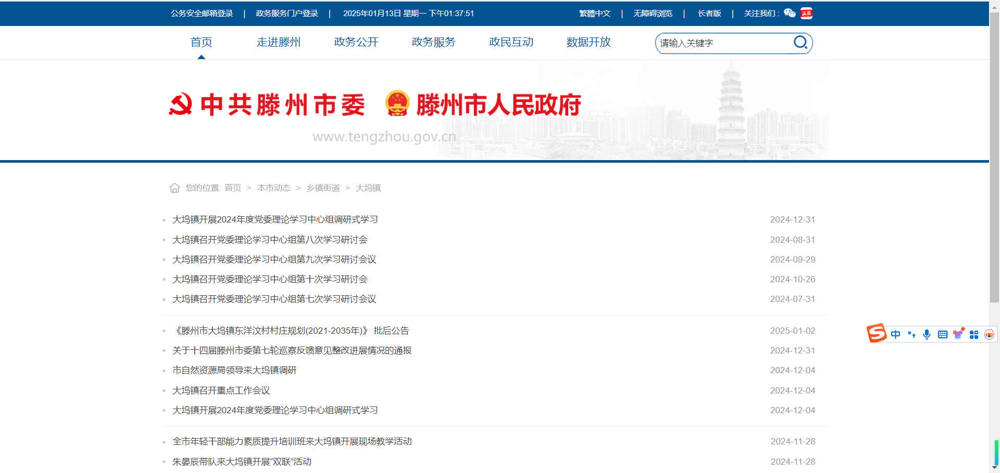 公务安全邮箱登录 | 政务服务门户登录 | 2025年01月13日 星期一 下午01:37:51 繁體中文 | 无障碍浏览 | 长者版 | 关注我们 : 头条
首页 走进滕州 政务公开 政务服务 政民互动 数据开放 请输入关键字
中共滕州市委 滕州市人民政府
www.tengzhou.gov.cn
您的位置: 首页 > 本市动态 > 乡镇街道 > 大坞镇
大坞镇开展2024年度党委理论学习中心组调研式学习 2024-12-31
大坞镇召开党委理论学习中心组第八次学习研讨会 2024-08-31
大坞镇召开党委理论学习中心组第九次学习研讨会议 2024-09-29
大坞镇召开党委理论学习中心组第十次学习研讨会 2024-10-26
大坞镇召开党委理论学习中心组第七次学习研讨会议 2024-07-31
《滕州市大坞镇东洋汶村村庄规划(2021-2035年)》 批后公告 2025-01-02
关于十四届滕州市委第七轮巡察反馈意见整改进展情况的通报 2024-12-31
市自然资源局领导来大坞镇调研 2024-12-04
大坞镇召开重点工作会议 2024-12-04
大坞镇开展2024年度党委理论学习中心组调研式学习 2024-12-04
全市年轻干部能力素质提升培训班来大坞镇开展现场教学活动 2024-11-28
朱晏辰带队来大坞镇开展“双联”活动 2024-11-28
S 中